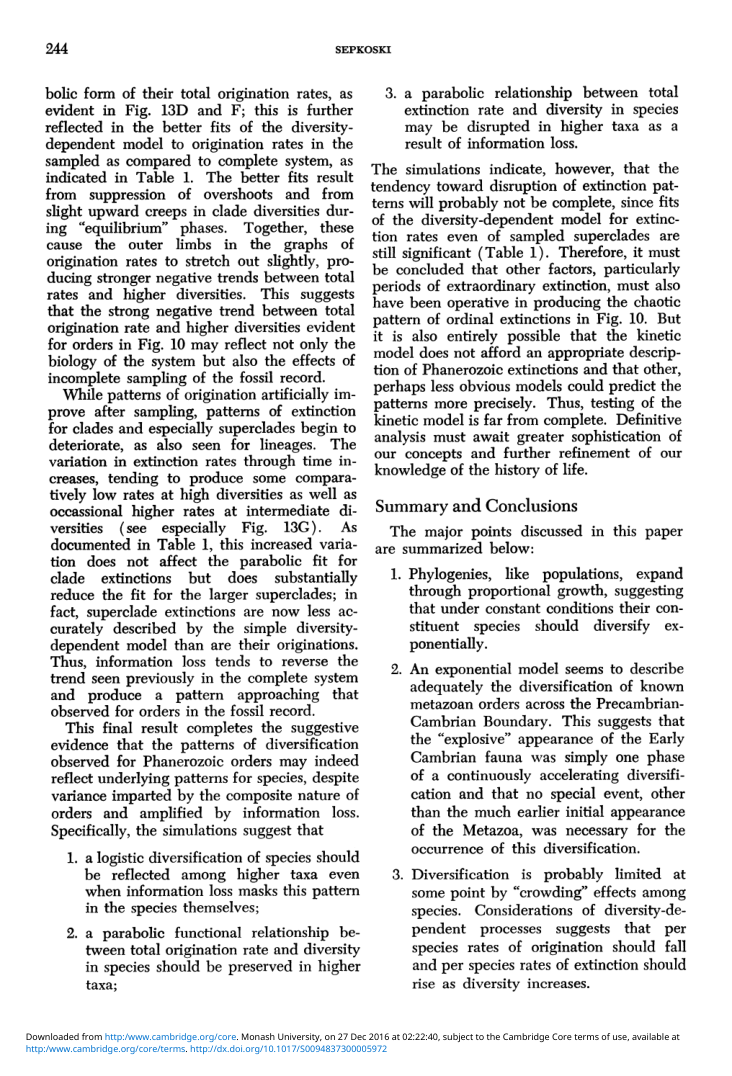 244
SEPKOSKI
bolic form of their total origination rates, as
evident in Fig. 13D and F; this is further
reflected in the better fits of the diversity-
dependent model to origination rates in the
sampled as compared to complete system, as
indicated in Table 1. The better fits result
from suppression of overshoots and from
slight upward creeps in clade diversities dur-
ing "equilibrium" phases. Together, these
cause the outer limbs in the graphs of
origination rates to stretch out slightly, pro-
ducing stronger negative trends between total
rates and higher diversities. This suggests
that the strong negative trend between total
origination rate and higher diversities evident
for orders in Fig. 10 may reflect not only the
biology of the system but also the effects of
incomplete sampling of the fossil record.
While patterns of origination artificially im-
prove after sampling, patterns of extinction
for clades and especially superclades begin to
deteriorate, as also seen for lineages. The
variation in extinction rates through time in-
creases, tending to produce some compara-
tively low rates at high diversities as well as
occassional higher rates at intermediate di-
versities (see especially Fig. 13G). As
documented in Table 1, this increased varia-
tion does not affect the parabolic fit for
clade extinctions but does substantially
reduce the fit for the larger superclades; in
fact, superclade extinctions are now less ac-
curately described by the simple diversity-
dependent model than are their originations.
Thus, information loss tends to reverse the
trend seen previously in the complete system
and produce a pattern approaching that
observed for orders in the fossil record.
This final result completes the suggestive
evidence that the patterns of diversification
observed for Phanerozoic orders may indeed
reflect underlying patterns for species, despite
variance imparted by the composite nature of
orders and amplified by information loss.
Specifically, the simulations suggest that
1. a logistic diversification of species should
be reflected among higher taxa even
when information loss masks this pattern
in the species themselves;
2. a parabolic functional relationship be-
tween total origination rate and diversity
in species should be preserved in higher
taxa;
3. a parabolic relationship between total
extinction rate and diversity in species
may be disrupted in higher taxa as a
result of information loss.
The simulations indicate, however, that the
tendency toward disruption of extinction pat-
terns will probably not be complete, since fits
of the diversity-dependent model for extinc-
tion rates even of sampled superclades are
still significant (Table 1). Therefore, it must
be concluded that other factors, particularly
periods of extraordinary extinction, must also
have been operative in producing the chaotic
pattern of ordinal extinctions in Fig. 10. But
it is also entirely possible that the kinetic
model does not afford an appropriate descrip-
tion of Phanerozoic extinctions and that other,
perhaps less obvious models could predict the
patterns more precisely. Thus, testing of the
kinetic model is far from complete. Definitive
analysis must await greater sophistication of
our concepts and further refinement of our
knowledge of the history of life.
Summary and Conclusions
The major points discussed in this paper
are summarized below:
1. Phylogenies, like populations, expand
through proportional growth, suggesting
that under constant conditions their con-
stituent species should diversify ex-
ponentially.
2. An exponential model seems to describe
adequately the diversification of known
metazoan orders across the Precambrian-
Cambrian Boundary. This suggests that
the "explosive" appearance of the Early
Cambrian fauna was simply one phase
of a continuously accelerating diversifi-
cation and that no special event, other
than the much earlier initial appearance
of the Metazoa, was necessary for the
occurrence of this diversification.
3. Diversification is probably limited at
some point by "crowding" effects among
species. Considerations of diversity-de-
pendent processes suggests that per
species rates of origination should fall
and per species rates of extinction should
rise as diversity increases.
Downloaded from http:/www.cambridge.org/core. Monash University, on 27 Dec 2016 at 02:22:40, subject to the Cambridge Core terms of use, available at
http:/www.cambridge.org/core/terms. http://dx.doi.org/10.1017/S0094837300005972